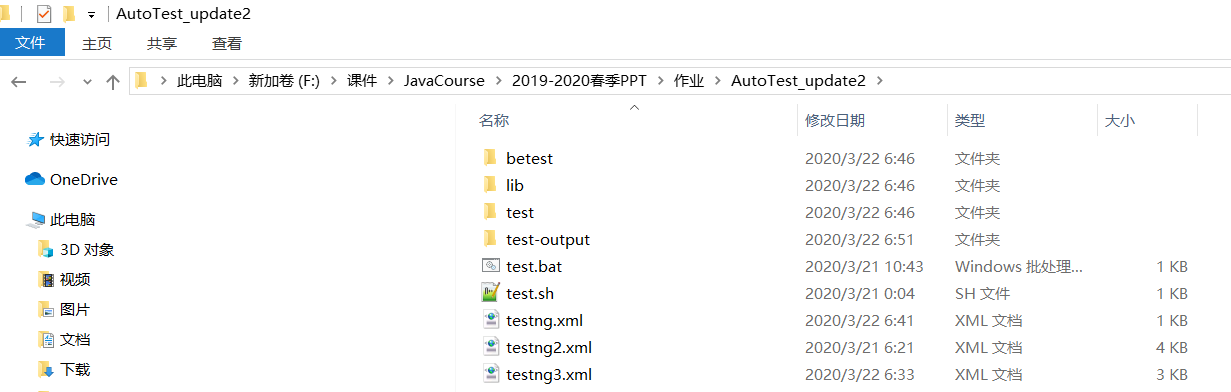 AutoTest_update2
文件 主页 共享 查看
此电脑 新加卷 (F:) 课件 JavaCourse 2019-2020春季PPT 作业 AutoTest_update2
名称 修改日期 类型 大小
快速访问
OneDrive
此电脑
3D 对象
视频
图片
文档
下载
betest 2020/3/22 6:46 文件夹
lib 2020/3/22 6:46 文件夹
test 2020/3/22 6:46 文件夹
test-output 2020/3/22 6:51 文件夹
test.bat 2020/3/21 10:43 Windows 批处理... 1 KB
test.sh 2020/3/21 0:04 SH 文件 1 KB
testng.xml 2020/3/22 6:41 XML 文档 1 KB
testng2.xml 2020/3/21 6:21 XML 文档 4 KB
testng3.xml 2020/3/22 6:33 XML 文档 3 KB